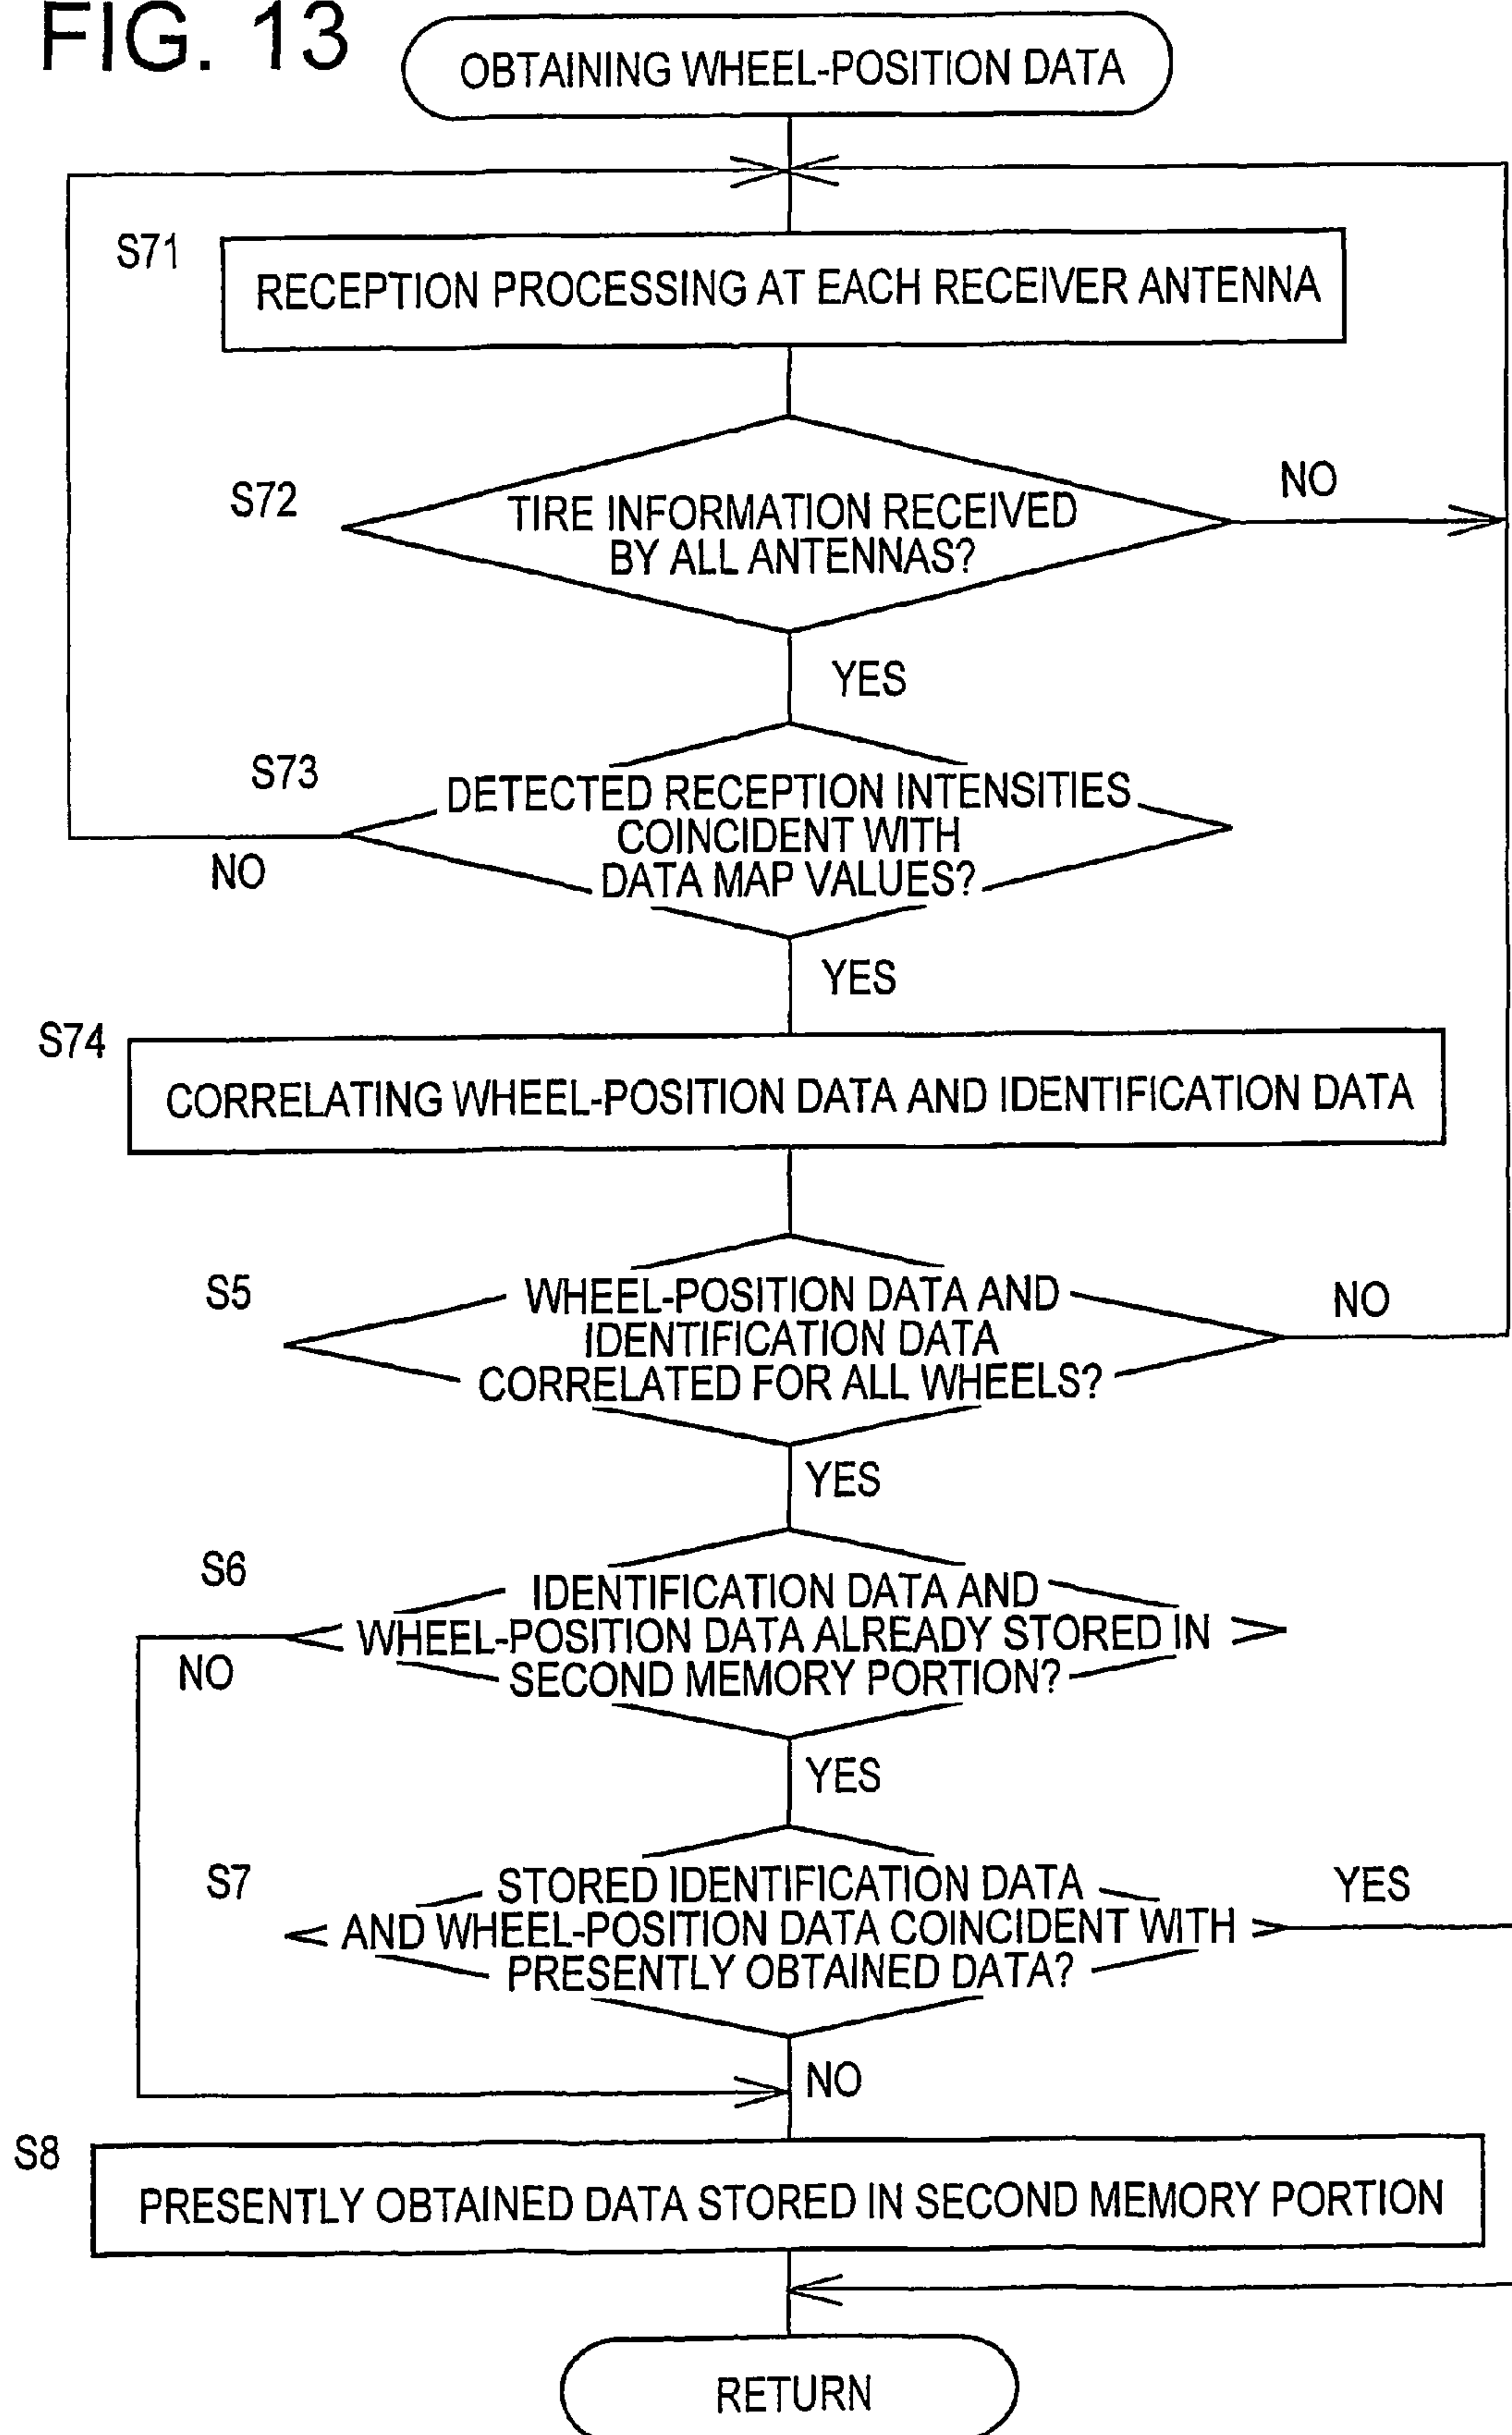 FIG. 13
OBTAINING WHEEL-POSITION DATA
S71
RECEPTION PROCESSING AT EACH RECEIVER ANTENNA
S72
TIRE INFORMATION RECEIVED
BY ALL ANTENNAS?
NO
YES
S73
DETECTED RECEPTION INTENSITIES
COINCIDENT WITH
DATA MAP VALUES?
NO
YES
S74
CORRELATING WHEEL-POSITION DATA AND IDENTIFICATION DATA
S5
WHEEL-POSITION DATA AND
IDENTIFICATION DATA
CORRELATED FOR ALL WHEELS?
NO
YES
S6
IDENTIFICATION DATA AND
WHEEL-POSITION DATA ALREADY STORED IN
SECOND MEMORY PORTION?
NO
YES
S7
STORED IDENTIFICATION DATA
AND WHEEL-POSITION DATA COINCIDENT WITH
PRESENTLY OBTAINED DATA?
YES
NO
S8
PRESENTLY OBTAINED DATA STORED IN SECOND MEMORY PORTION
RETURN